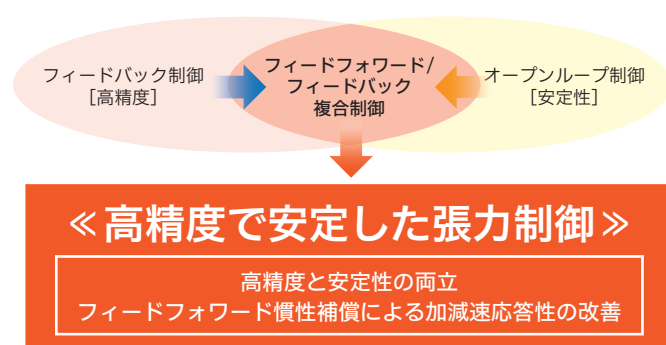 フィードバック制御
［高精度］
フィードフォワード/
フィードバック
複合制御
オープンループ制御
［安定性］
≪高精度で安定した張力制御≫
高精度と安定性の両立
フィードフォワード慣性補償による加減速応答性の改善